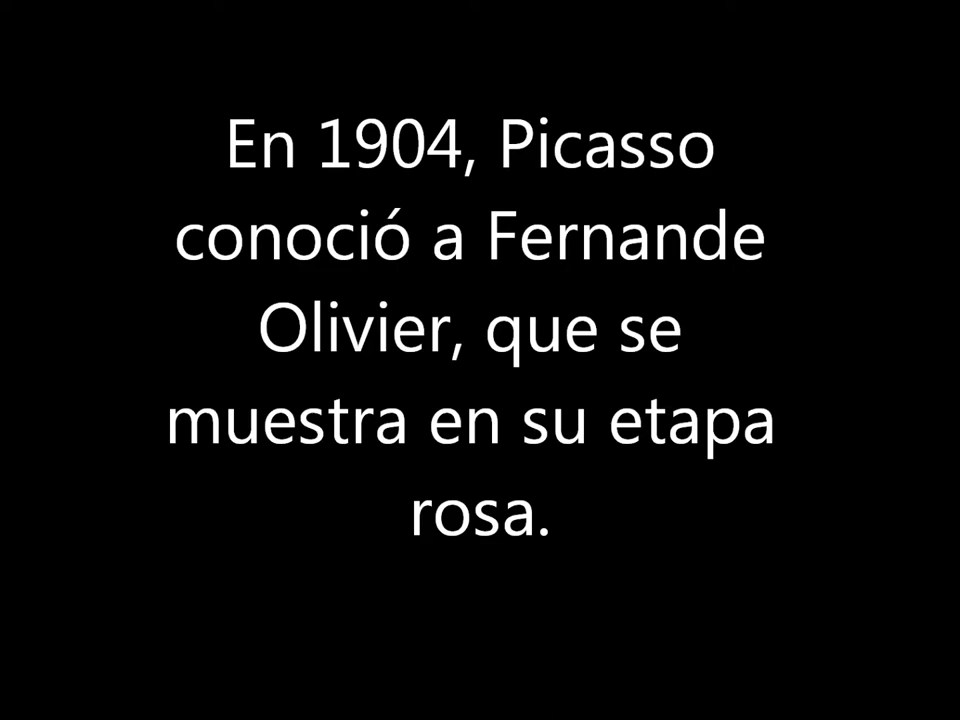 En 1904, Picasso
conoció a Fernande
Olivier, que se
muestra en su etapa
rosa.